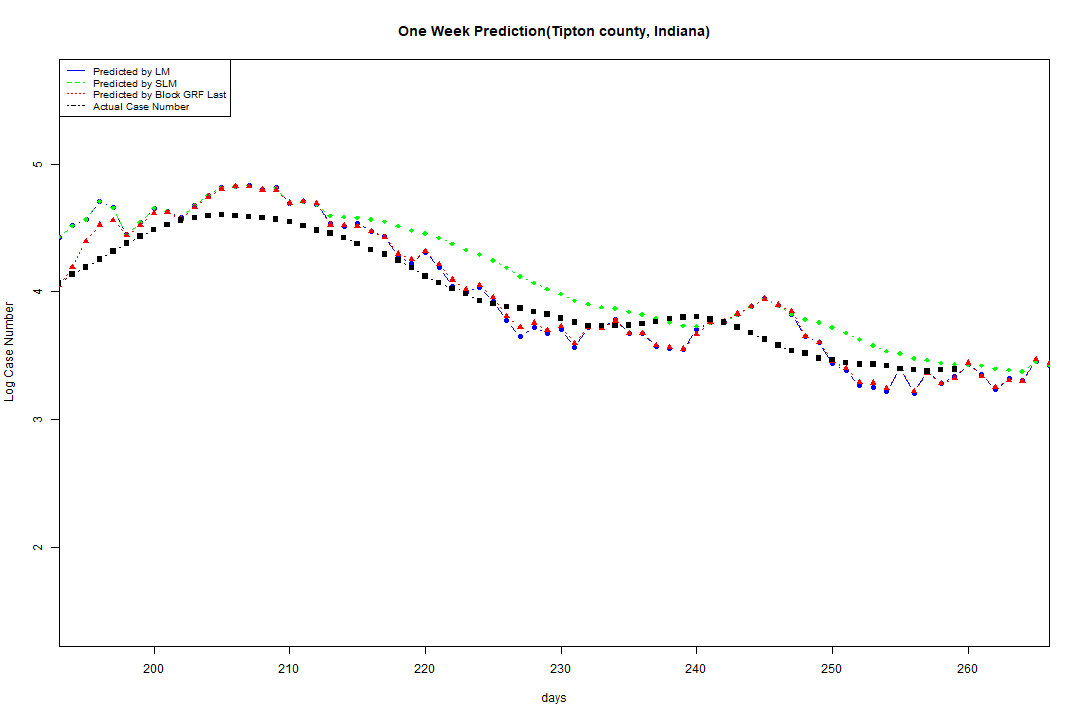 One Week Prediction(Tipton county, Indiana)
Predicted by LM
Predicted by SLM
Predicted by Block GRF Last
Actual Case Number
5
4
3
2
Log Case Number
200 210 220 230 240 250 260
days